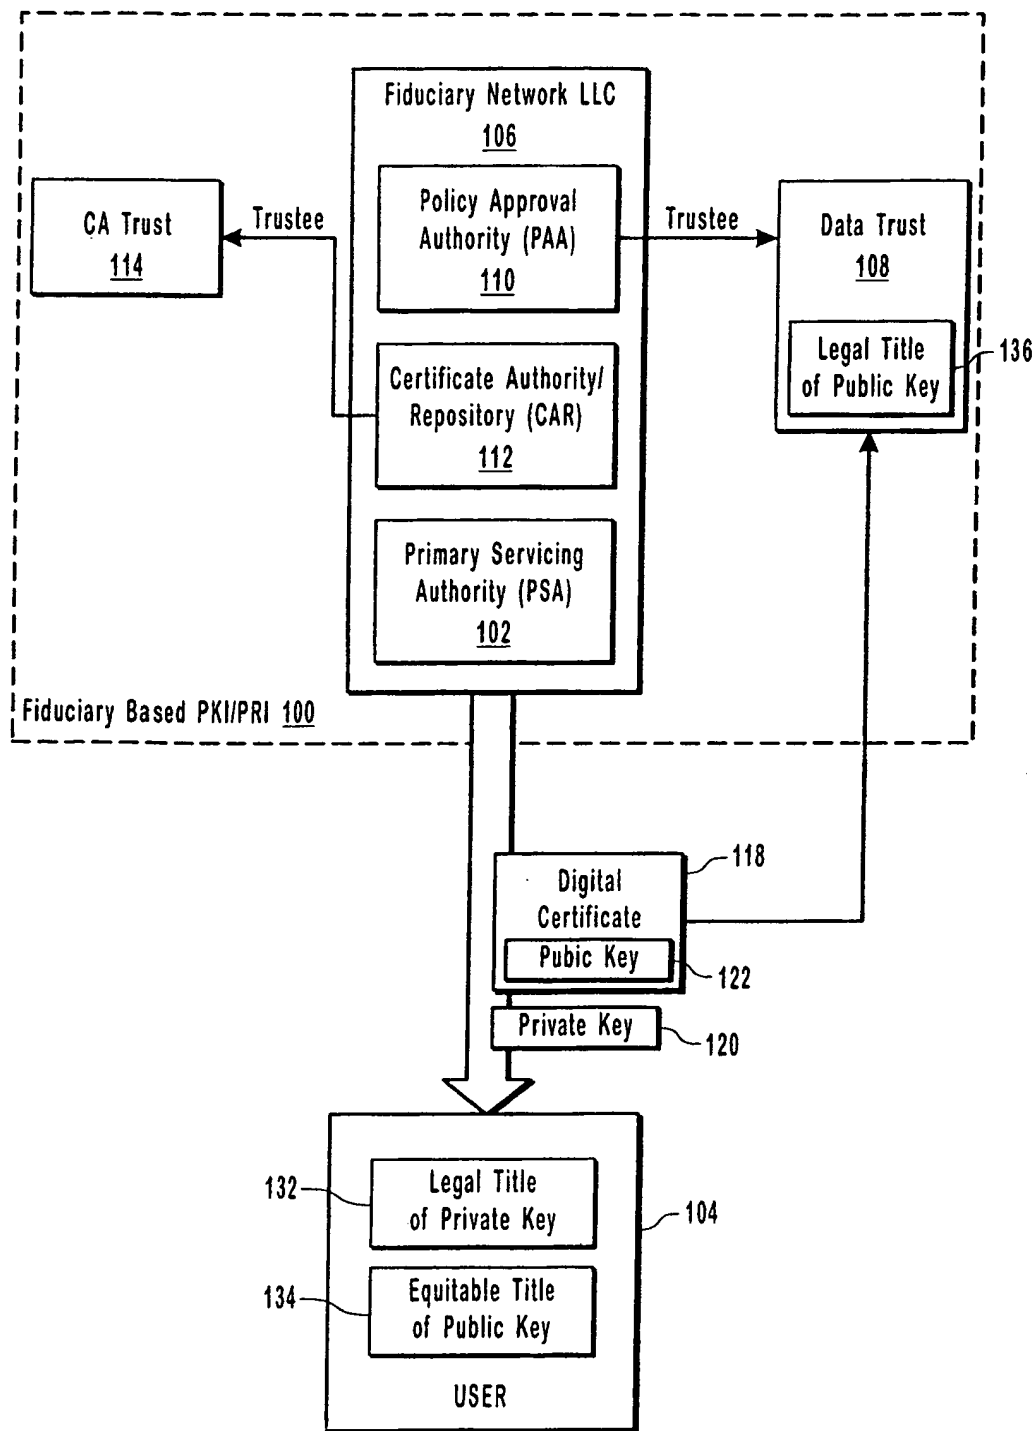 Fiduciary Network LLC
106
CA Trust
114
Trustee
Policy Approval
Authority (PAA)
110
Trustee
Data Trust
108
Legal Title
of Public Key
136
Certificate Authority/
Repository (CAR)
112
Primary Servicing
Authority (PSA)
102
Fiduciary Based PKI/PRI 100
118
Digital
Certificate
Pubic Key
122
Private Key
120
132
Legal Title
of Private Key
104
134
Equitable Title
of Public Key
USER